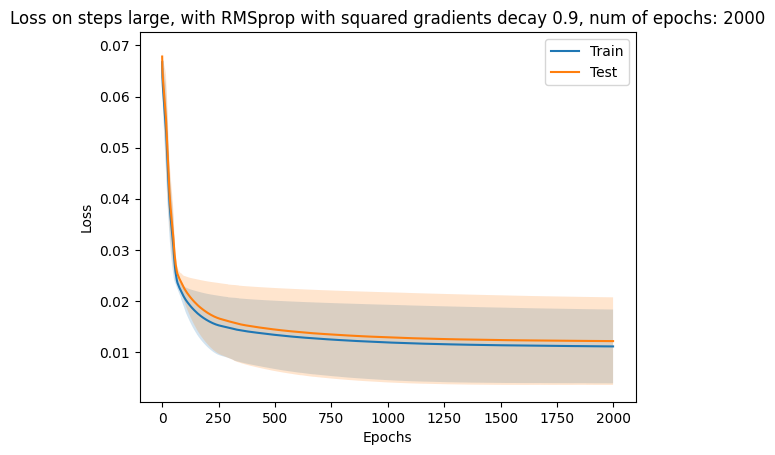 Loss on steps large, with RMSprop with squared gradients decay 0.9, num of epochs: 2000
Train
Test
Loss
0.07
0.06
0.05
0.04
0.03
0.02
0.01
0 250 500 750 1000 1250 1500 1750 2000
Epochs